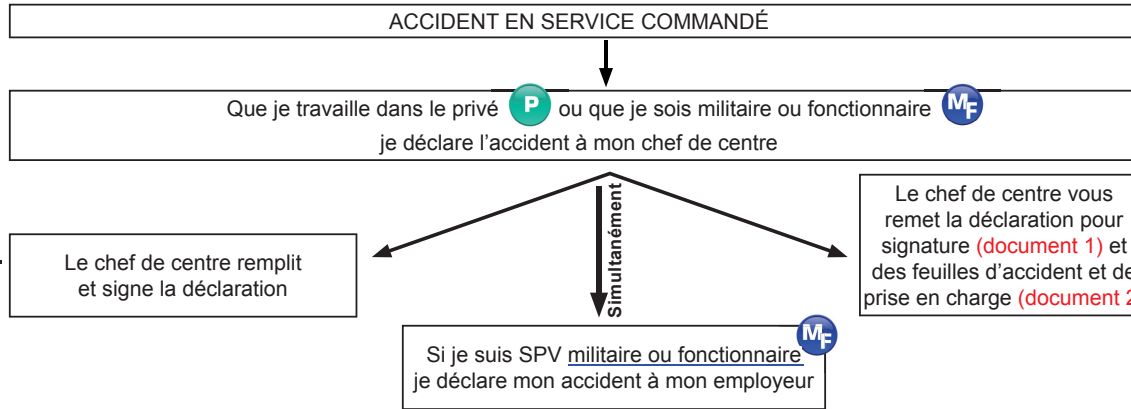 ACCIDENT EN SERVICE COMMANDÉ
Que je travaille dans le privé P ou que je sois militaire ou fonctionnaire MF
je déclare l'accident à mon chef de centre
Le chef de centre remplit
et signe la déclaration
Simultanément
Le chef de centre vous
remet la déclaration pour
signature (document 1) et
des feuilles d'accident et de
prise en charge (document 2
Si je suis SPV militaire ou fonctionnaire MF
je déclare mon accident à mon employeur